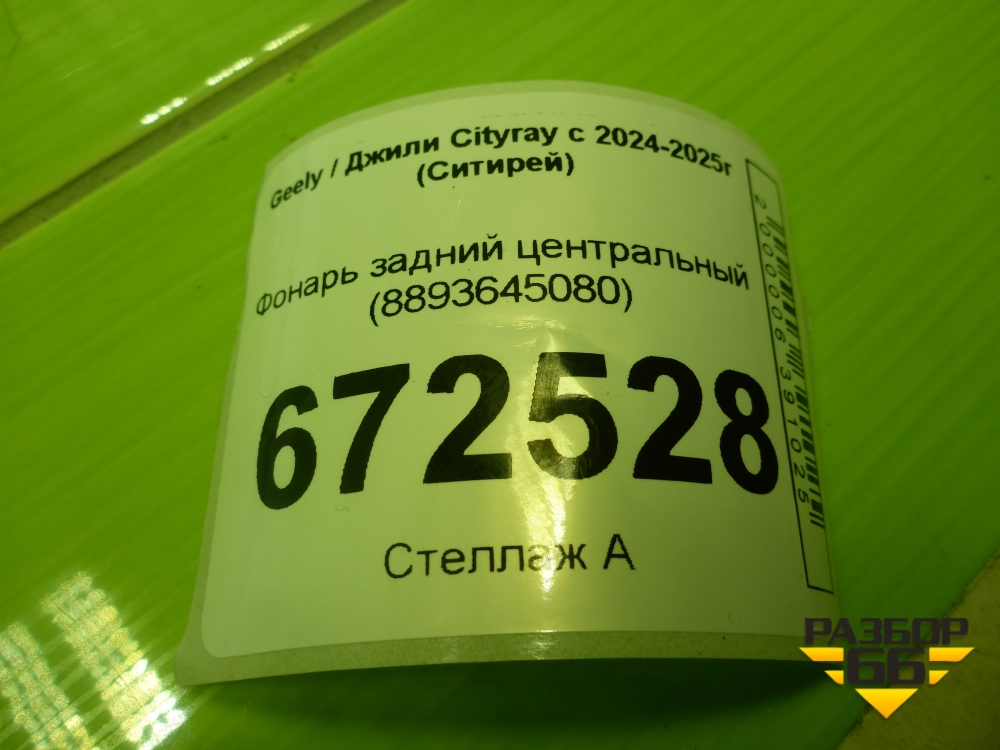 Geely / Джили Cityray с 2024-2025г
(Ситирей)
Фонарь задний центральный
(8893645080)
672528
Стеллаж А
2000006391025
РАЗБОР
66